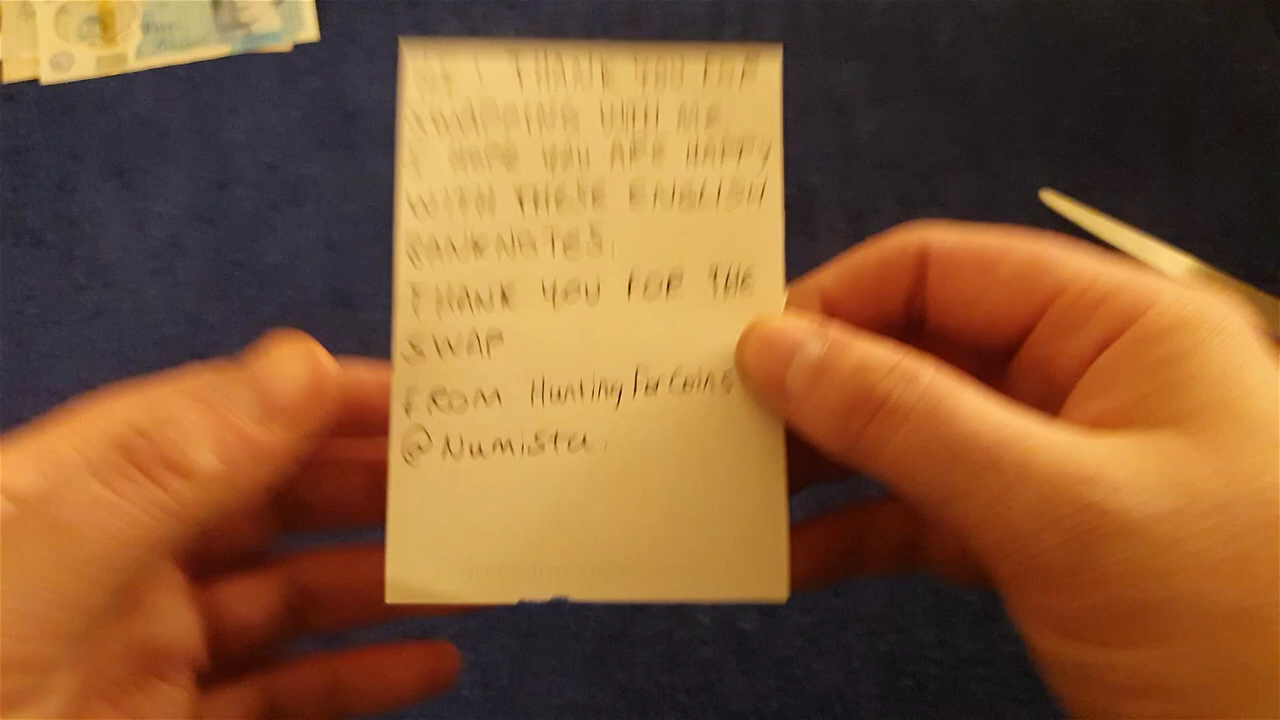 HI THANK YOU FOR
SWAPPING WITH ME
I HOPE YOU ARE HAPPY
WITH THESE ENGLISH
BANKNOTES.
THANK YOU FOR THE
SWAP
FROM HuntingForCoins
@Numista.